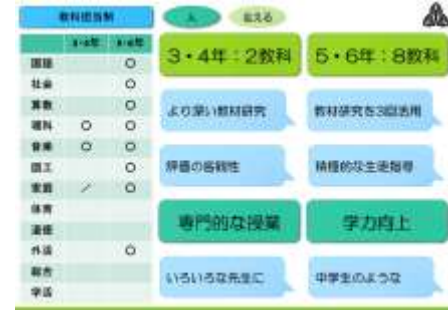 教科担当制
人 伝える
3・4年 5・6年
国語 ○
社会 ○
算数 ○
理科 ○ ○
音楽 ○ ○
図工 ○
家庭 / ○
体育
道徳
外活 ○
総合
学活
3・4年:2教科
5・6年:8教科
より深い教材研究
教材研究を3回活用
評価の客観性
積極的な生徒指導
専門的な授業
学力向上
いろいろな先生に
中学生のような